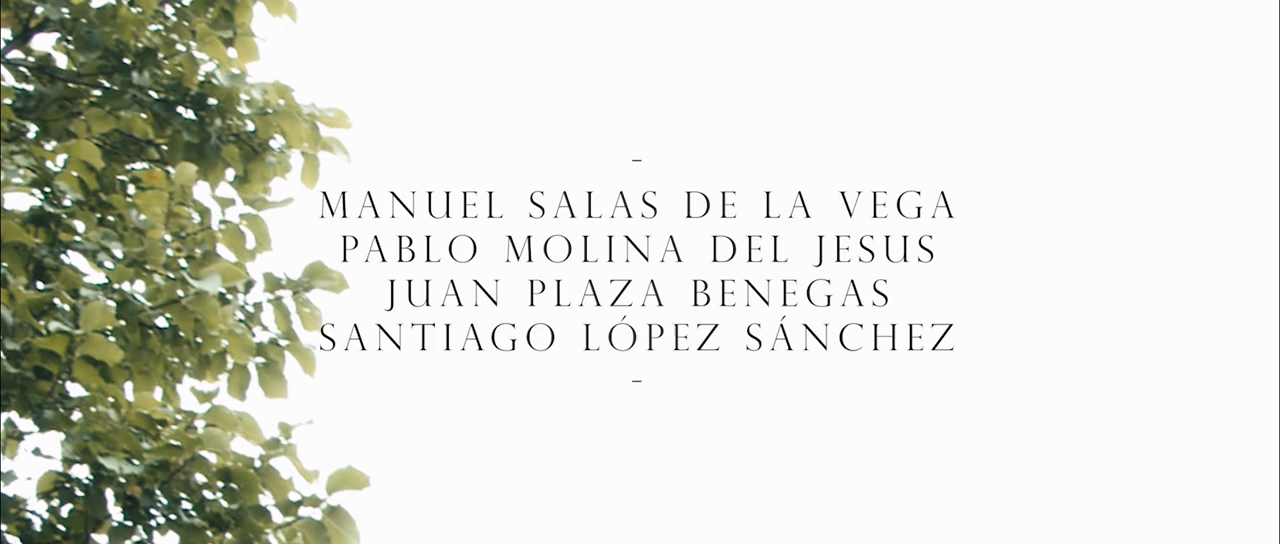 –
MANUEL SALAS DE LA VEGA
PABLO MOLINA DEL JESUS
JUAN PLAZA BENEGAS
SANTIAGO LÓPEZ SÁNCHEZ
–